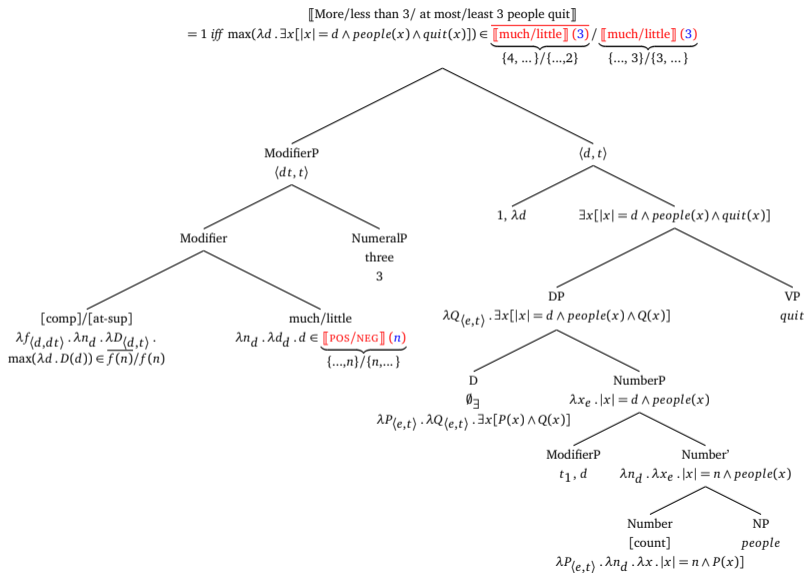 ⟦More/less than 3/ at most/least 3 people quit⟧
= 1 iff max(λd . ∃x[|x| = d ∧ people(x) ∧ quit(x)]) ∈ \overline{⟦much/little⟧ (3)} / ⟦much/little⟧ (3)
{4, ...}/{...,2} {..., 3}/{3, ...}
ModifierP ⟨d, t⟩
⟨dt, t⟩
1, λd ∃x[|x| = d ∧ people(x) ∧ quit(x)]
Modifier NumeralP
three
3
DP VP
λQ⟨e,t⟩ . ∃x[|x| = d ∧ people(x) ∧ Q(x)] quit
[comp]/[at-sup] much/little
λf⟨d,dt⟩ . λn_d . λD⟨d,t⟩ . λn_d . λd_d . d ∈ ⟦POS/NEG⟧ (n)
max(λd . D(d)) ∈ \overline{f(n)}/f(n) {...,n}/{n,...}
D NumberP
∅∃ λx_e . |x| = d ∧ people(x)
λP⟨e,t⟩ . λQ⟨e,t⟩ . ∃x[P(x) ∧ Q(x)]
ModifierP Number'
t₁, d λn_d . λx_e . |x| = n ∧ people(x)
Number NP
[count] people
λP⟨e,t⟩ . λn_d . λx . |x| = n ∧ P(x)]